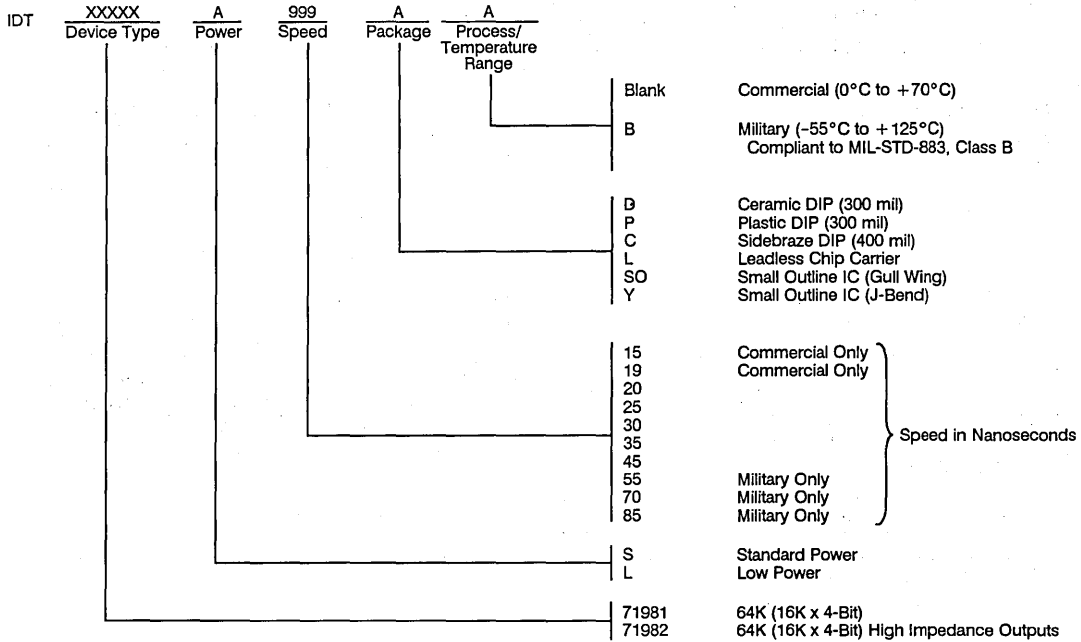 IDT XXXXX A 999 A A
Device Type Power Speed Package Process/
Temperature
Range
Blank Commercial (0°C to +70°C)
B Military (–55°C to +125°C)
Compliant to MIL-STD-883, Class B
D Ceramic DIP (300 mil)
P Plastic DIP (300 mil)
C Sidebraze DIP (400 mil)
L Leadless Chip Carrier
SO Small Outline IC (Gull Wing)
Y Small Outline IC (J-Bend)
15 Commercial Only
19 Commercial Only
20
25
30
35
45
55 Military Only
70 Military Only
85 Military Only
Speed in Nanoseconds
S Standard Power
L Low Power
71981 64K (16K x 4-Bit)
71982 64K (16K x 4-Bit) High Impedance Outputs